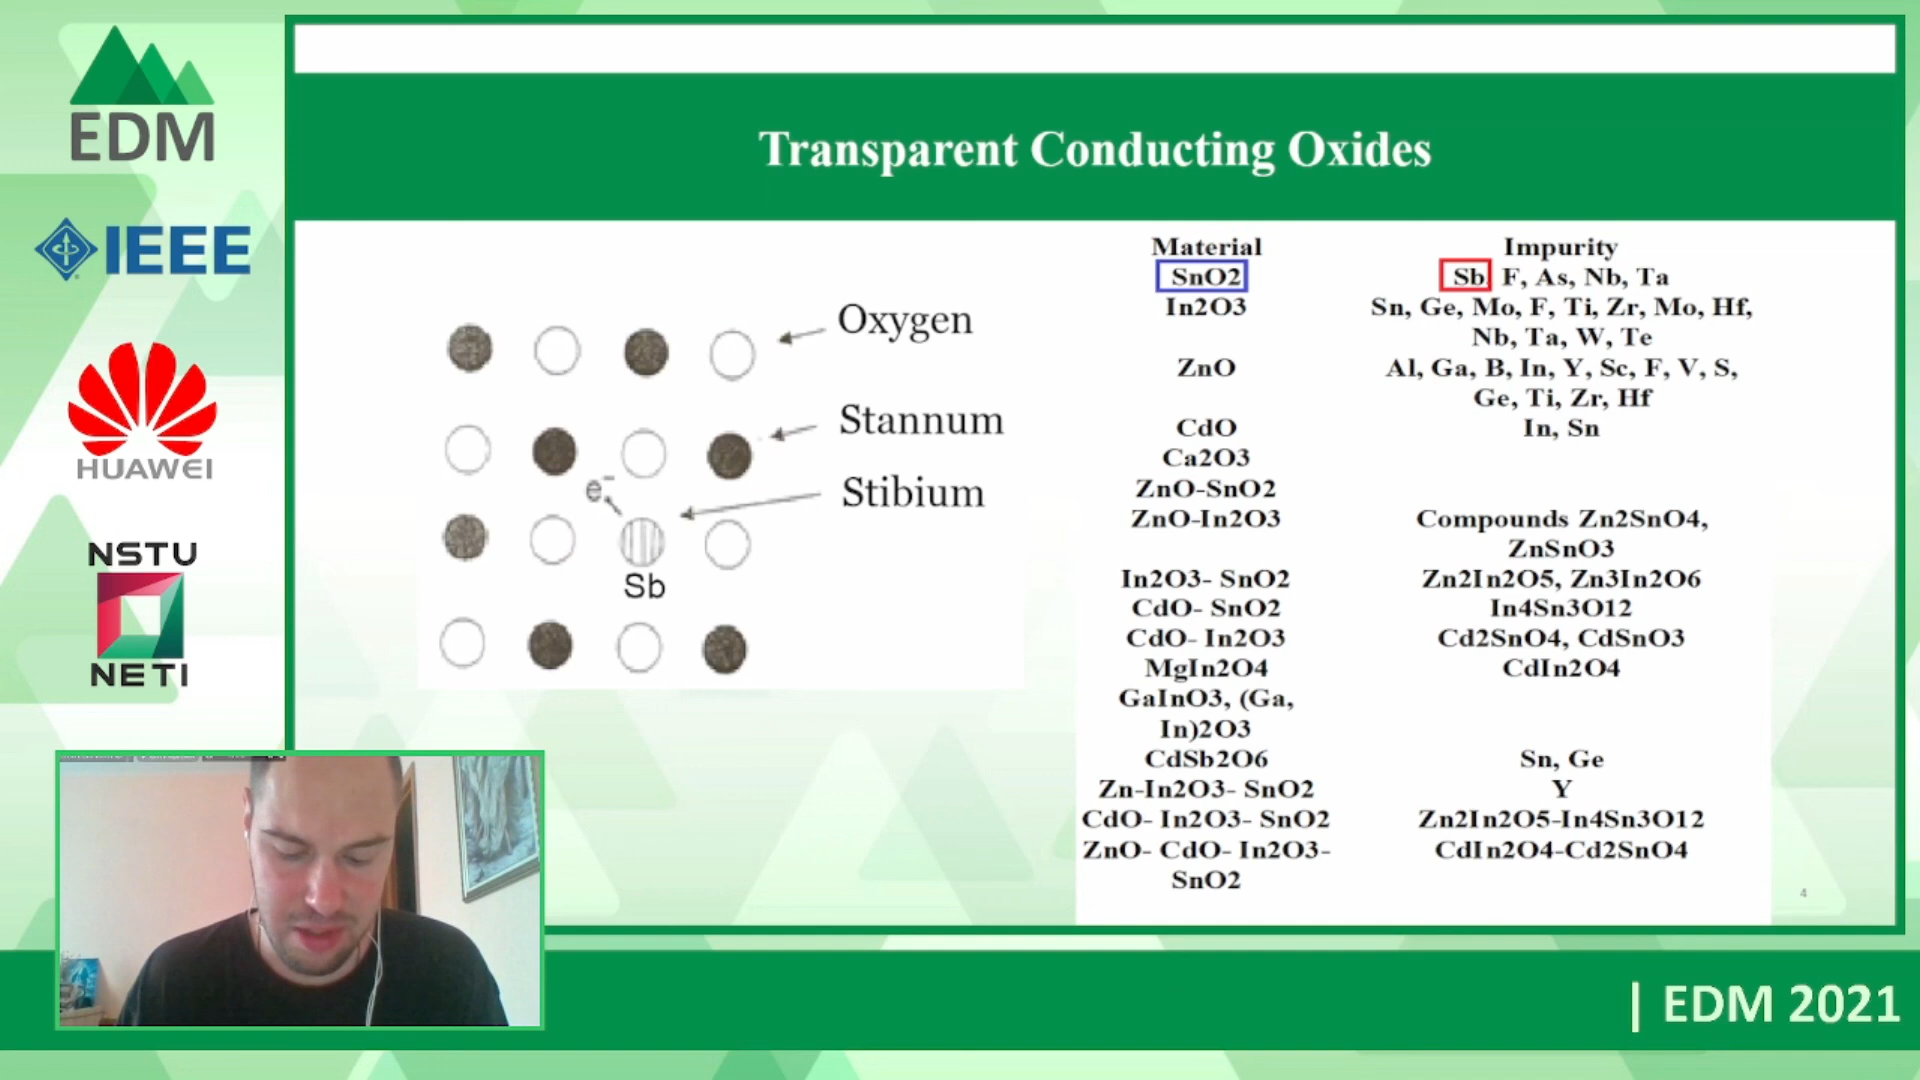 EDM
IEEE
HUAWEI
NSTU
NETI
Transparent Conducting Oxides
Oxygen
Stannum
e-
Stibium
Sb
Material Impurity
SnO2 Sb, F, As, Nb, Ta
In2O3 Sn, Ge, Mo, F, Ti, Zr, Mo, Hf,
Nb, Ta, W, Te
ZnO Al, Ga, B, In, Y, Sc, F, V, S,
Ge, Ti, Zr, Hf
CdO In, Sn
Ca2O3
ZnO-SnO2
ZnO-In2O3 Compounds Zn2SnO4,
ZnSnO3
In2O3- SnO2 Zn2In2O5, Zn3In2O6
CdO- SnO2 In4Sn3O12
CdO- In2O3 Cd2SnO4, CdSnO3
MgIn2O4 CdIn2O4
GaInO3, (Ga,
In)2O3
CdSb2O6 Sn, Ge
Zn-In2O3- SnO2 Y
CdO- In2O3- SnO2 Zn2In2O5-In4Sn3O12
ZnO- CdO- In2O3- CdIn2O4-Cd2SnO4
SnO2
4
| EDM 2021